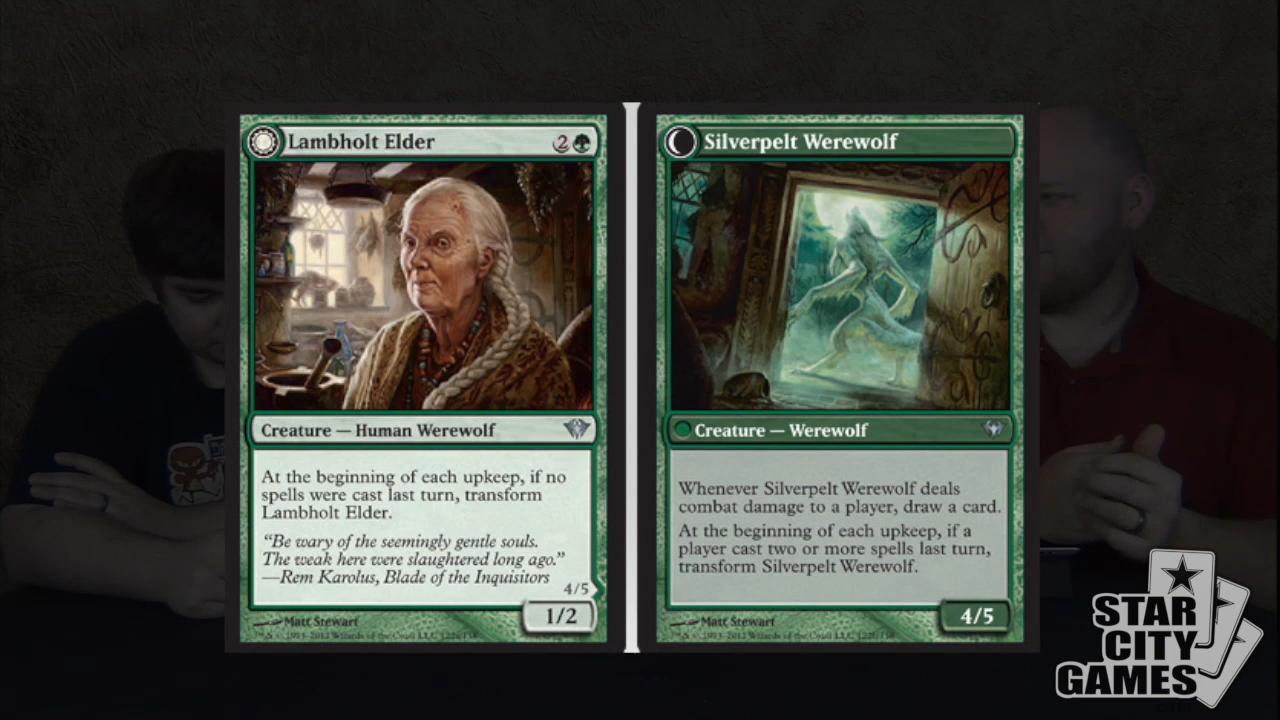 Lambholt Elder
2
Creature — Human Werewolf
At the beginning of each upkeep, if no
spells were cast last turn, transform
Lambholt Elder.
“Be wary of the seemingly gentle souls.
The weak here were slaughtered long ago.”
—Rem Karolus, Blade of the Inquisitors
4/5
1/2
Matt Stewart
Silverpelt Werewolf
Creature — Werewolf
Whenever Silverpelt Werewolf deals
combat damage to a player, draw a card.
At the beginning of each upkeep, if a
player cast two or more spells last turn,
transform Silverpelt Werewolf.
4/5
Matt Stewart
STAR
CITY
GAMES